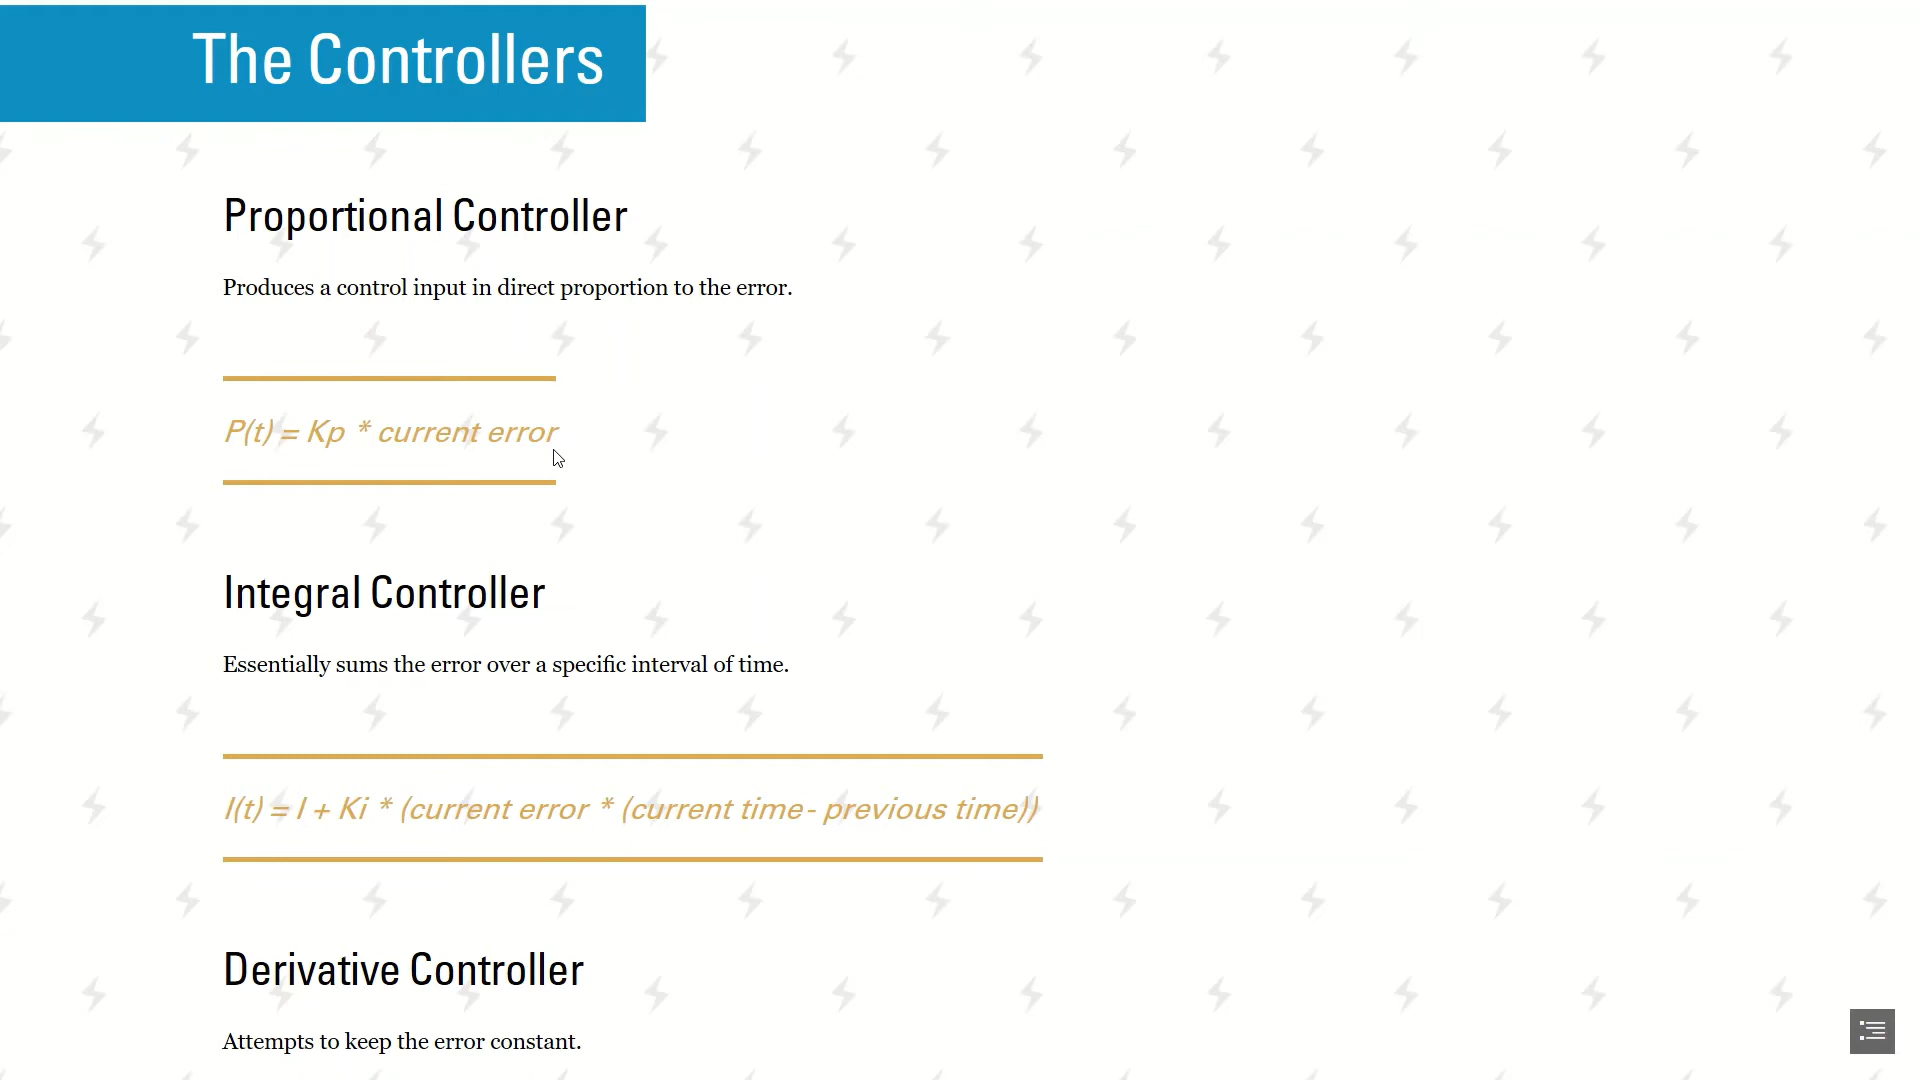 The Controllers
Proportional Controller
Produces a control input in direct proportion to the error.
P(t) = Kp * current error
Integral Controller
Essentially sums the error over a specific interval of time.
I(t) = I + Ki * (current error * (current time- previous time))
Derivative Controller
Attempts to keep the error constant.